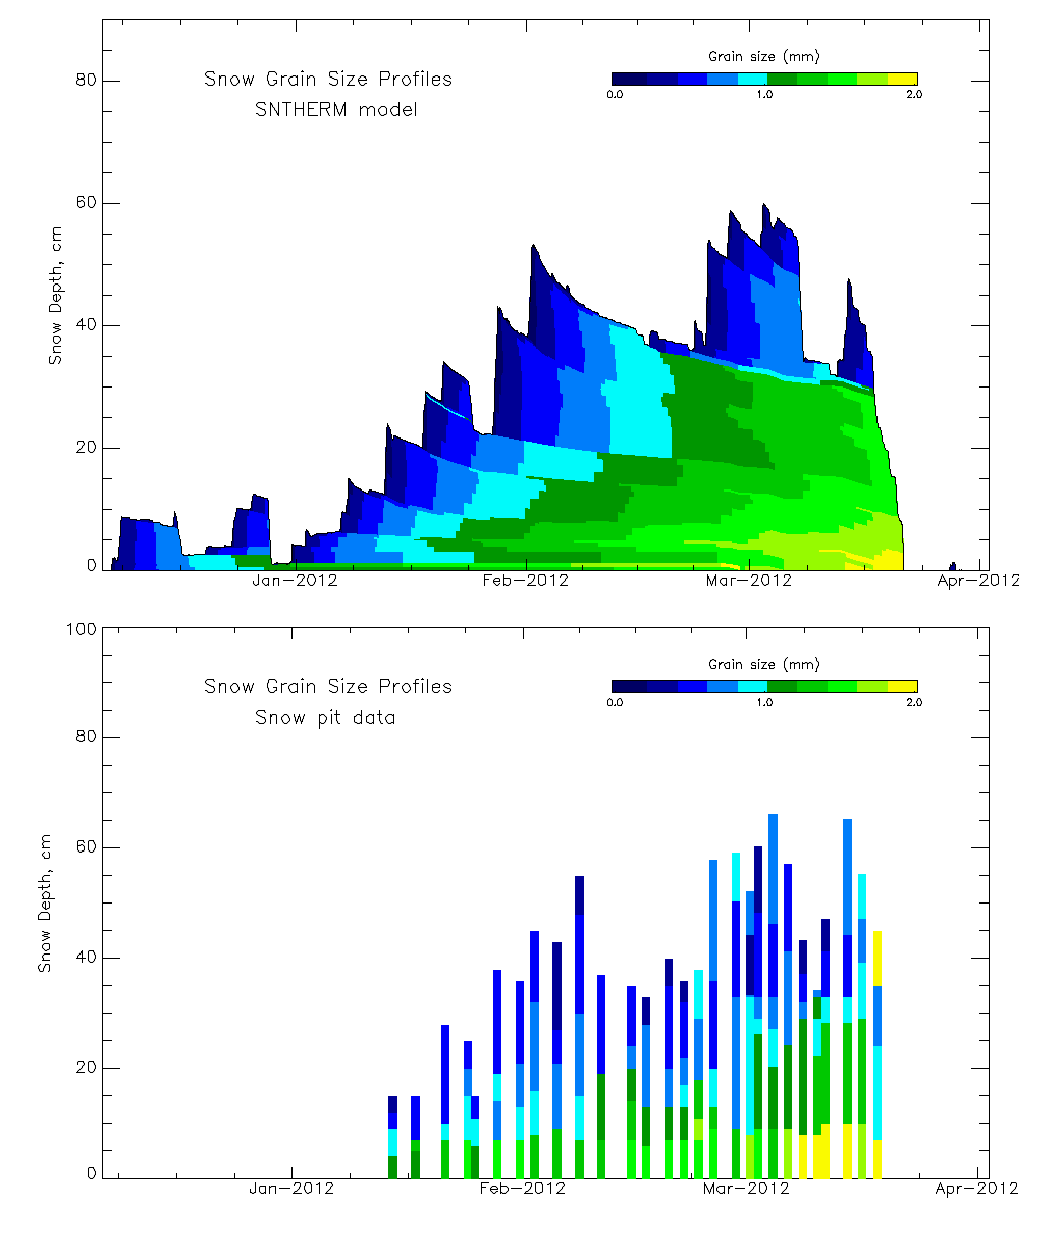 Grain size (mm)
80
Snow Grain Size Profiles
0.0 1.0 2.0
SNTHERM model
60
Snow Depth, cm
40
20
0
Jan-2012 Feb-2012 Mar-2012 Apr-2012
100
Grain size (mm)
Snow Grain Size Profiles
0.0 1.0 2.0
Snow pit data
80
60
Snow Depth, cm
40
20
0
Jan-2012 Feb-2012 Mar-2012 Apr-2012